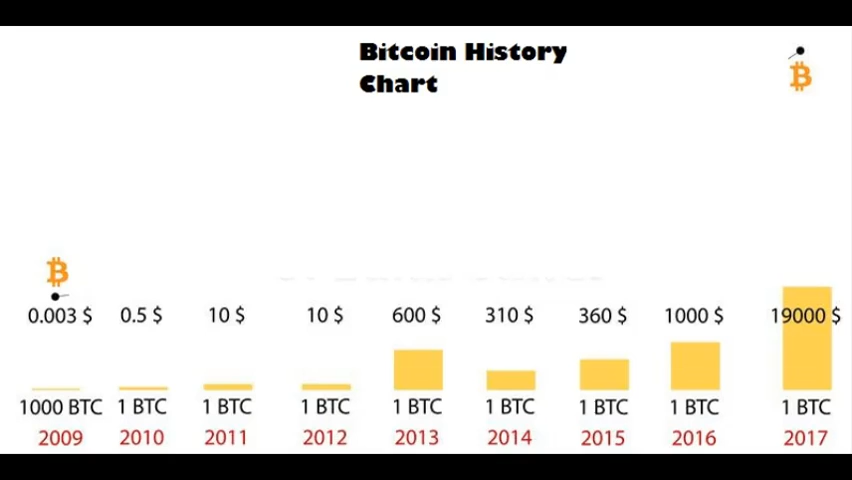 Bitcoin History
Chart
0.003 $ 0.5 $ 10 $ 10 $ 600 $ 310 $ 360 $ 1000 $ 19000 $
1000 BTC 1 BTC 1 BTC 1 BTC 1 BTC 1 BTC 1 BTC 1 BTC 1 BTC
2009 2010 2011 2012 2013 2014 2015 2016 2017